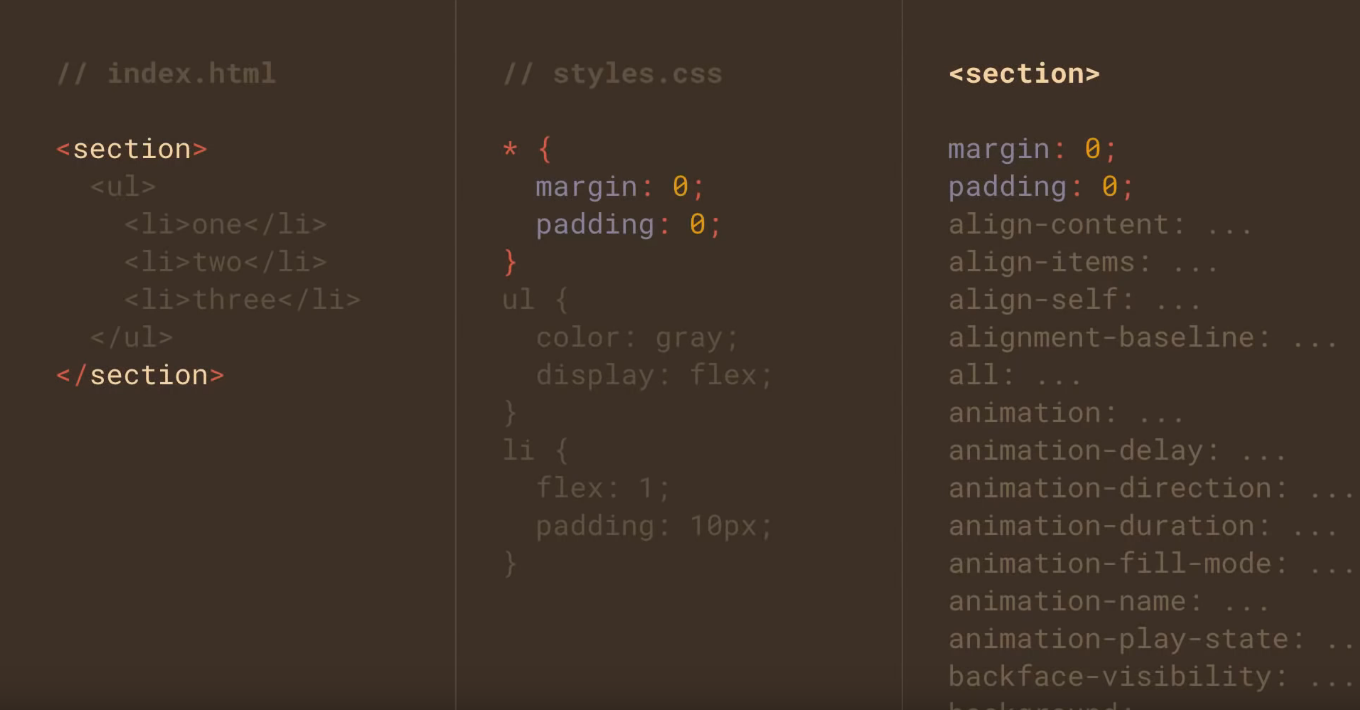 // index.html
<section>
  <ul>
    <li>one</li>
    <li>two</li>
    <li>three</li>
  </ul>
</section>
// styles.css
* {
  margin: 0;
  padding: 0;
}
ul {
  color: gray;
  display: flex;
}
li {
  flex: 1;
  padding: 10px;
}
<section>
margin: 0;
padding: 0;
align-content: ...
align-items: ...
align-self: ...
alignment-baseline: ...
all: ...
animation: ...
animation-delay: ...
animation-direction: ...
animation-duration: ...
animation-fill-mode: ...
animation-name: ...
animation-play-state: ..
backface-visibility: ...
background: